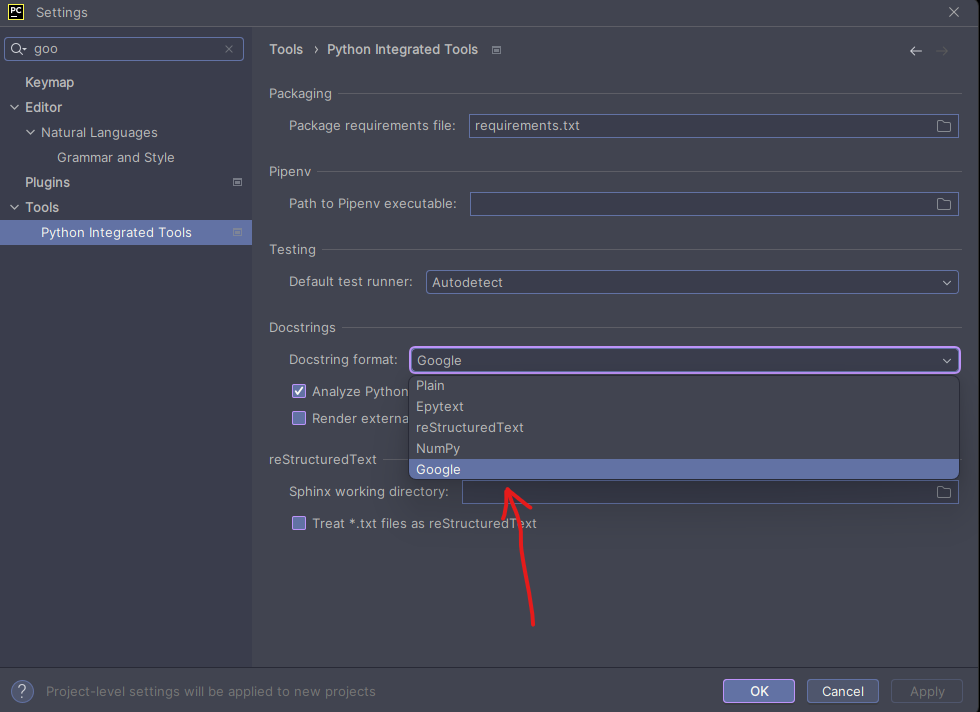 PC Settings
goo
Keymap
Editor
Natural Languages
Grammar and Style
Plugins
Tools
Python Integrated Tools
Tools › Python Integrated Tools
Packaging
Package requirements file: requirements.txt
Pipenv
Path to Pipenv executable:
Testing
Default test runner: Autodetect
Docstrings
Docstring format: Google
Analyze Python
Render externa
Plain
Epytext
reStructuredText
NumPy
Google
reStructuredText
Sphinx working directory:
Treat *.txt files as reStructuredText
? Project-level settings will be applied to new projects
OK Cancel Apply